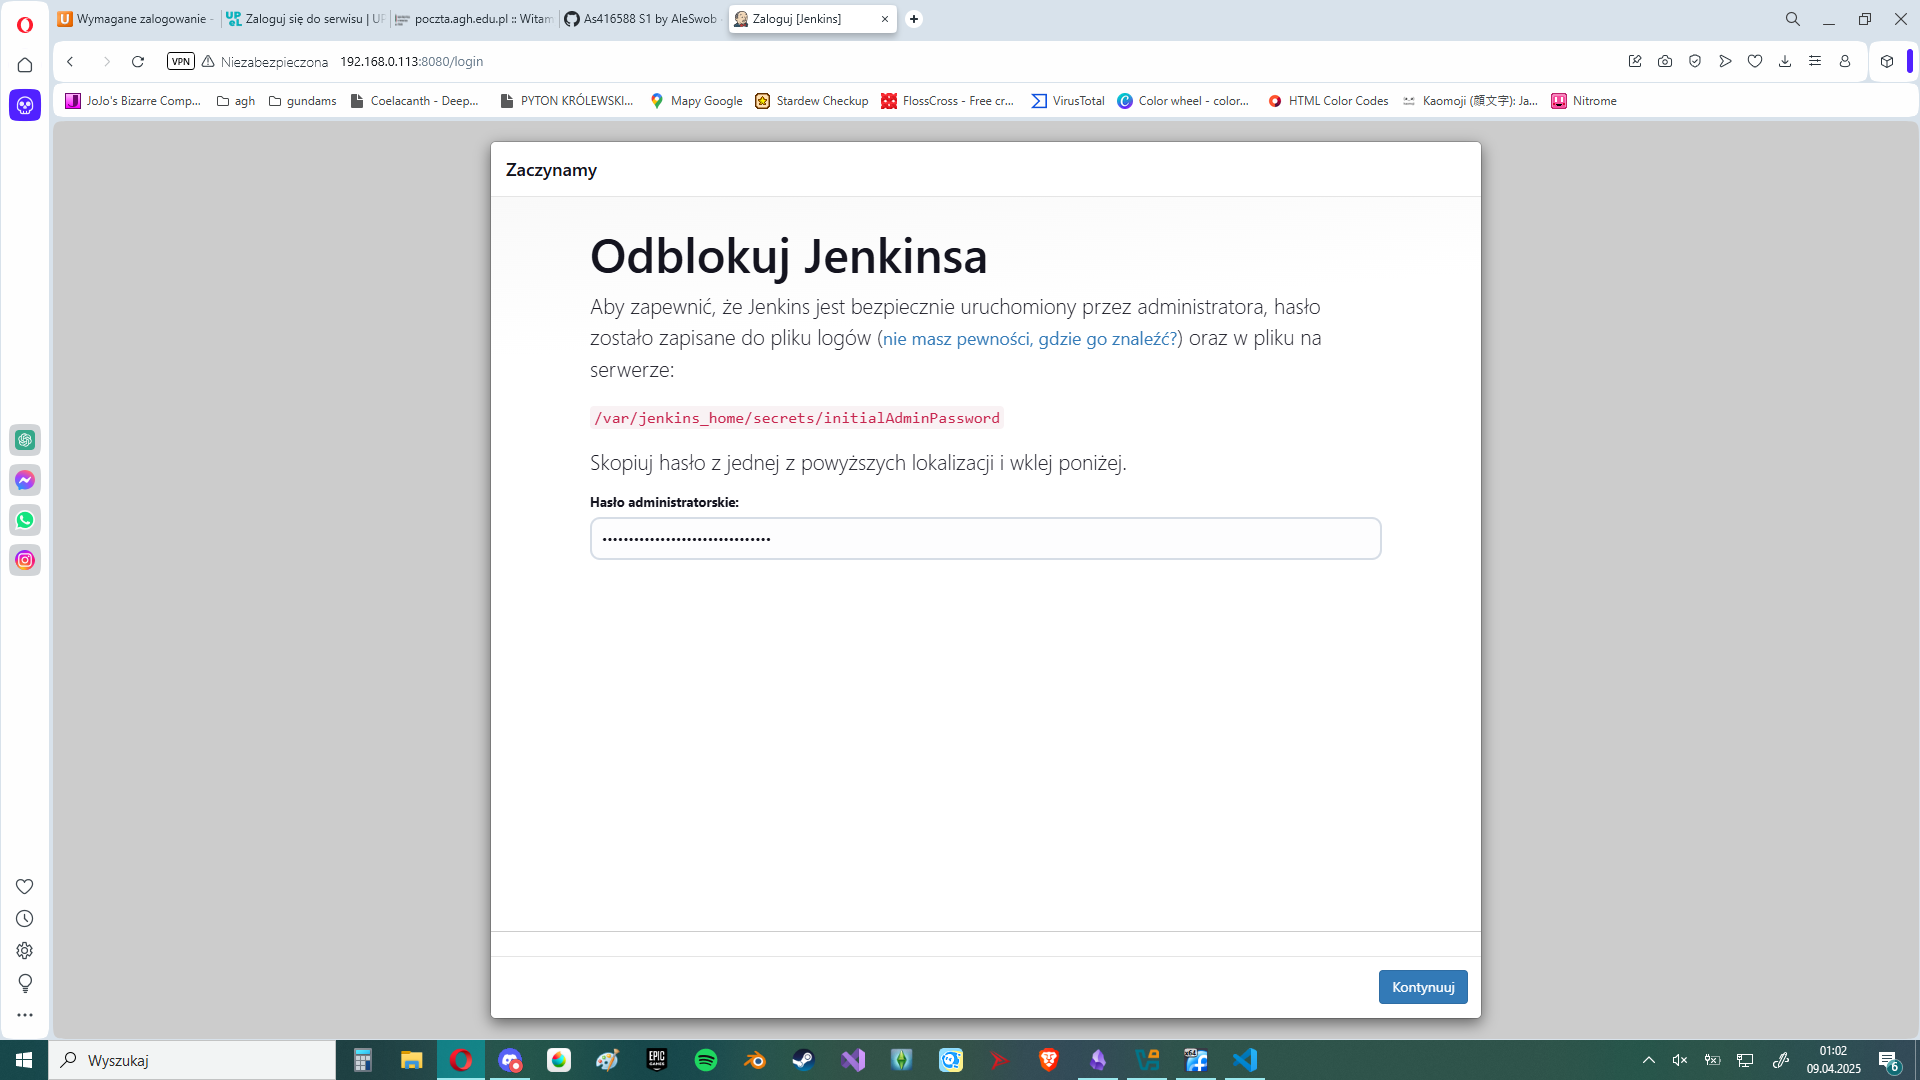 Wymagane zalogowanie -
Zaloguj się do serwisu | UP
poczta.agh.edu.pl :: Witam
As416588 S1 by AleSwob
Zaloguj [Jenkins]
VPN
Niezabezpieczona
192.168.0.113:8080/login
JoJo's Bizarre Comp...
agh
gundams
Coelacanth - Deep...
PYTON KRÓLEWSKI...
Mapy Google
Stardew Checkup
FlossCross - Free cr...
VirusTotal
Color wheel - color...
HTML Color Codes
Kaomoji (顔文字): Ja...
Nitrome
Zaczynamy
Odblokuj Jenkinsa
Aby zapewnić, że Jenkins jest bezpiecznie uruchomiony przez administratora, hasło
zostało zapisane do pliku logów (nie masz pewności, gdzie go znaleźć?) oraz w pliku na
serwerze:
/var/jenkins_home/secrets/initialAdminPassword
Skopiuj hasło z jednej z powyższych lokalizacji i wklej poniżej.
Hasło administratorskie:
Kontynuuj
Wyszukaj
EPIC
GAMES
01:02
09.04.2025
6